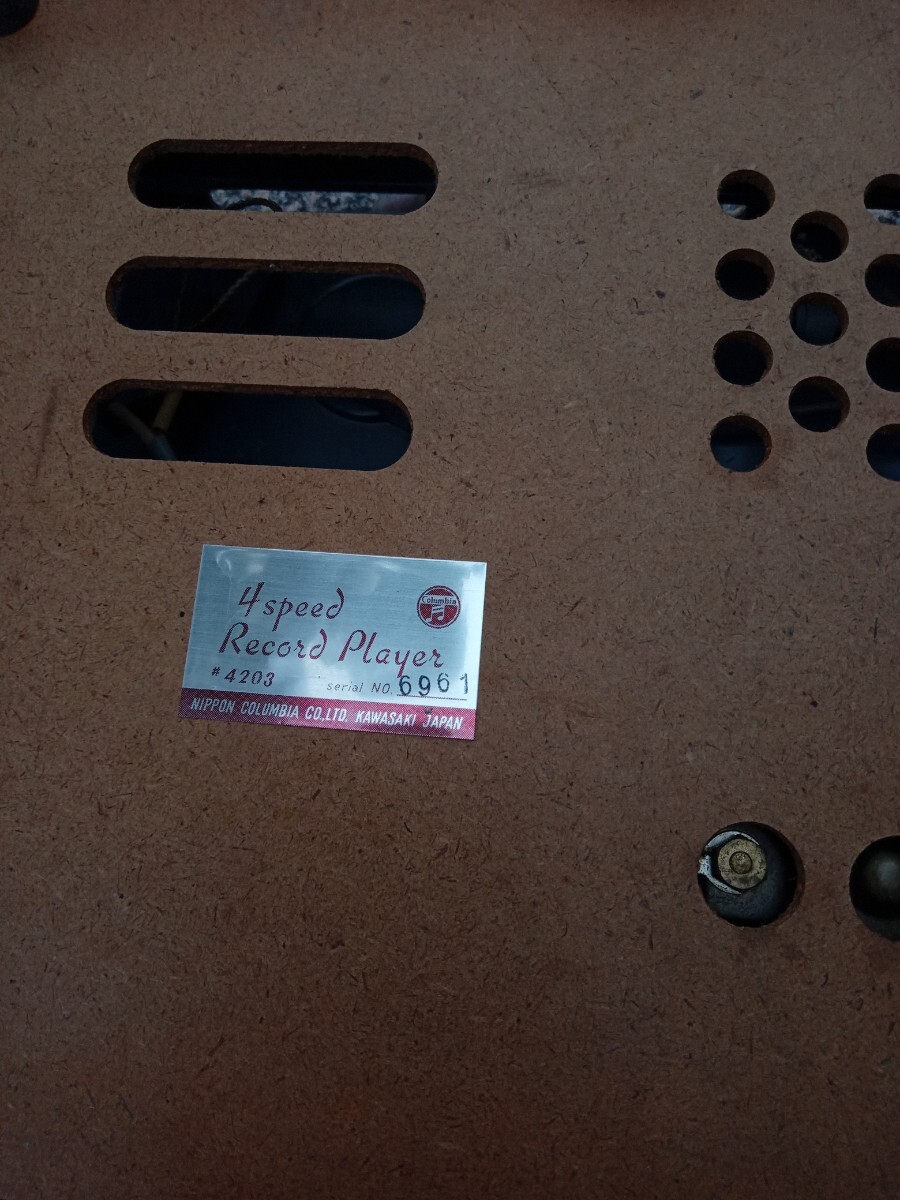 4speed
Columbia
Record Player
#4203 serial NO. 6961
NIPPON COLUMBIA CO.LTD. KAWASAKI JAPAN